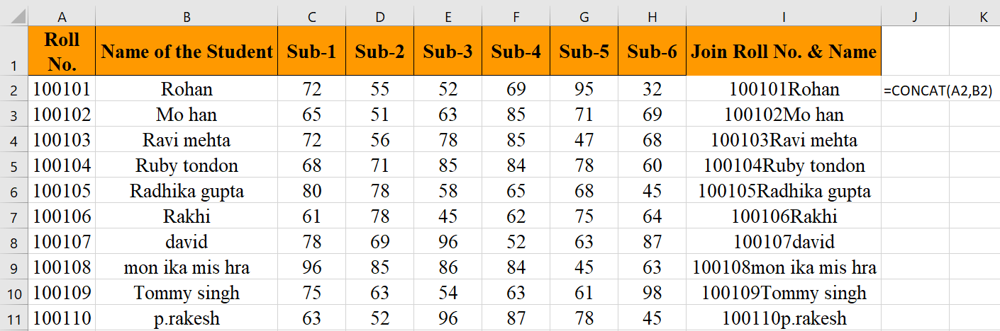 A B C D E F G H I J K
1 Roll No. Name of the Student Sub-1 Sub-2 Sub-3 Sub-4 Sub-5 Sub-6 Join Roll No. & Name
2 100101 Rohan 72 55 52 69 95 32 100101Rohan =CONCAT(A2,B2)
3 100102 Mo han 65 51 63 85 71 69 100102Mo han
4 100103 Ravi mehta 72 56 78 85 47 68 100103Ravi mehta
5 100104 Ruby tondon 68 71 85 84 78 60 100104Ruby tondon
6 100105 Radhika gupta 80 78 58 65 68 45 100105Radhika gupta
7 100106 Rakhi 61 78 45 62 75 64 100106Rakhi
8 100107 david 78 69 96 52 63 87 100107david
9 100108 mon ika mis hra 96 85 86 84 45 63 100108mon ika mis hra
10 100109 Tommy singh 75 63 54 63 61 98 100109Tommy singh
11 100110 p.rakesh 63 52 96 87 78 45 100110p.rakesh